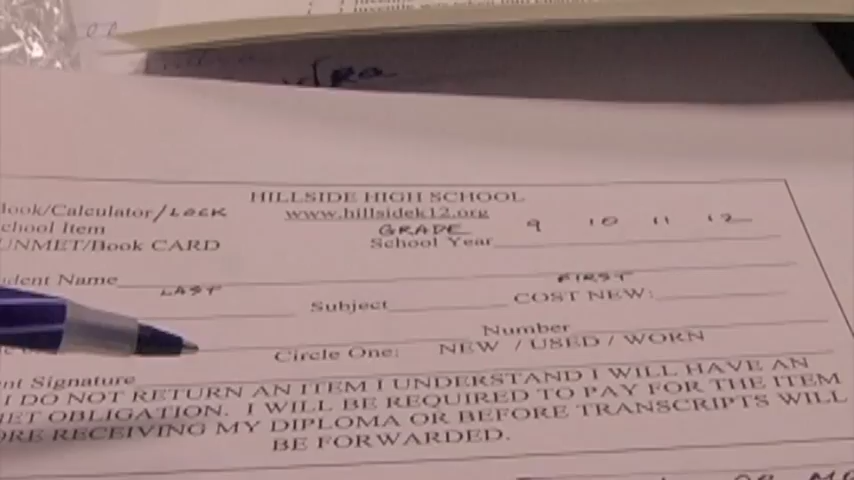 HILLSIDE HIGH SCHOOL
ook/Calculator/LOCK www.hillsidek12.org
chool Item GRADE 9 10 11 12
UNMET/Book CARD School Year
dent Name
LAST FIRST
Subject COST NEW:
Number
Circle One: NEW / USED / WORN
nt Signature
I DO NOT RETURN AN ITEM I UNDERSTAND I WILL HAVE AN
ET OBLIGATION. I WILL BE REQUIRED TO PAY FOR THE ITEM
RE RECEIVING MY DIPLOMA OR BEFORE TRANSCRIPTS WILL
BE FORWARDED.